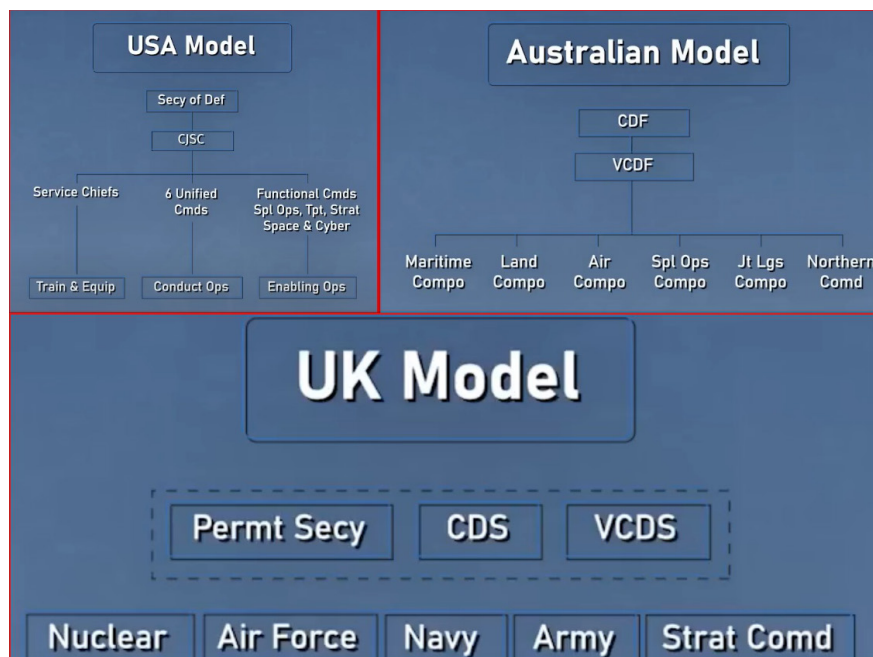 USA Model
Secy of Def
CJSC
Service Chiefs
6 Unified
Cmds
Functional Cmds
Spl Ops, Tpt, Strat
Space & Cyber
Train & Equip
Conduct Ops
Enabling Ops
Australian Model
CDF
VCDF
Maritime
Compo
Land
Compo
Air
Compo
Spl Ops
Compo
Jt Lgs
Compo
Northern
Comd
UK Model
Permt Secy
CDS
VCDS
Nuclear
Air Force
Navy
Army
Strat Comd